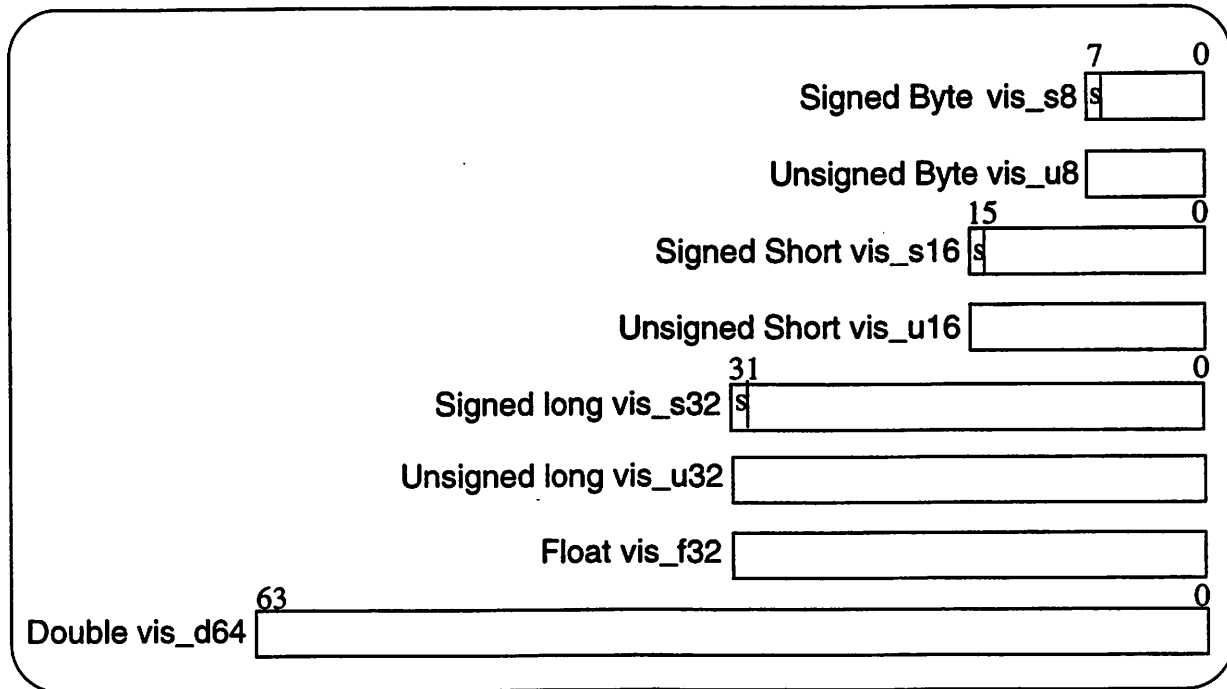 7 0
Signed Byte vis_s8 s
Unsigned Byte vis_u8
15 0
Signed Short vis_s16 s
Unsigned Short vis_u16
31 0
Signed long vis_s32 s
Unsigned long vis_u32
Float vis_f32
63 0
Double vis_d64